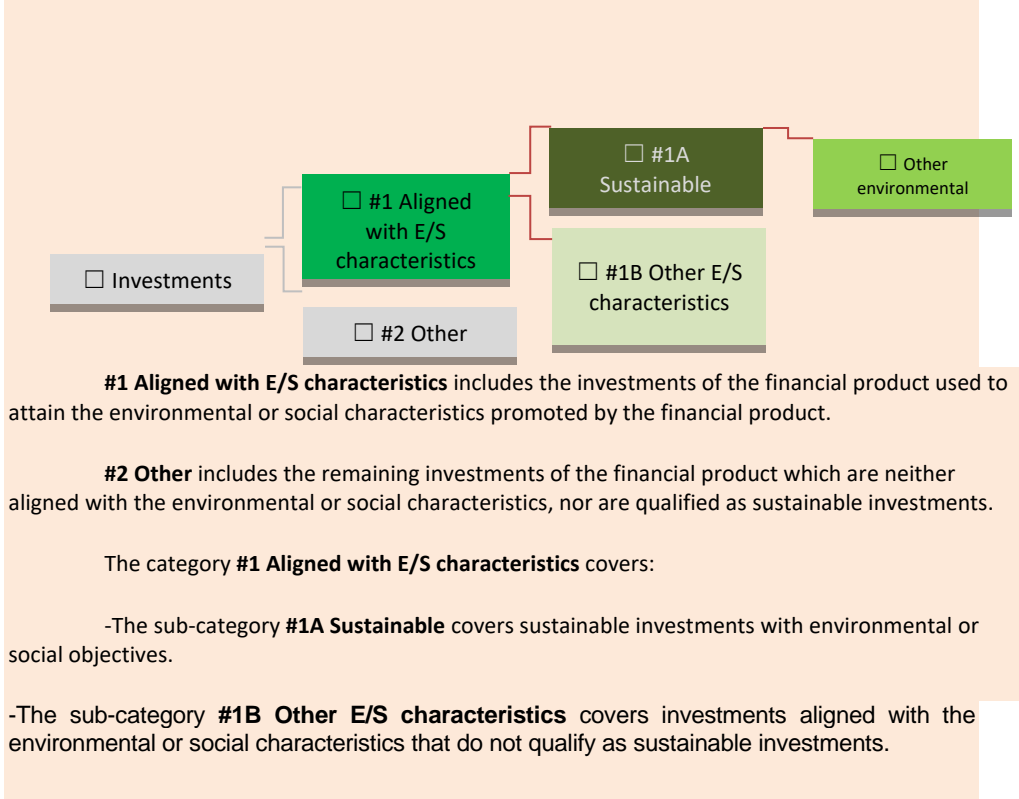 ☐ #1A
Sustainable
☐ Other
environmental
☐ #1 Aligned
with E/S
characteristics
☐ Investments
☐ #1B Other E/S
characteristics
☐ #2 Other
#1 Aligned with E/S characteristics includes the investments of the financial product used to
attain the environmental or social characteristics promoted by the financial product.
#2 Other includes the remaining investments of the financial product which are neither
aligned with the environmental or social characteristics, nor are qualified as sustainable investments.
The category #1 Aligned with E/S characteristics covers:
-The sub-category #1A Sustainable covers sustainable investments with environmental or
social objectives.
-The sub-category #1B Other E/S characteristics covers investments aligned with the
environmental or social characteristics that do not qualify as sustainable investments.